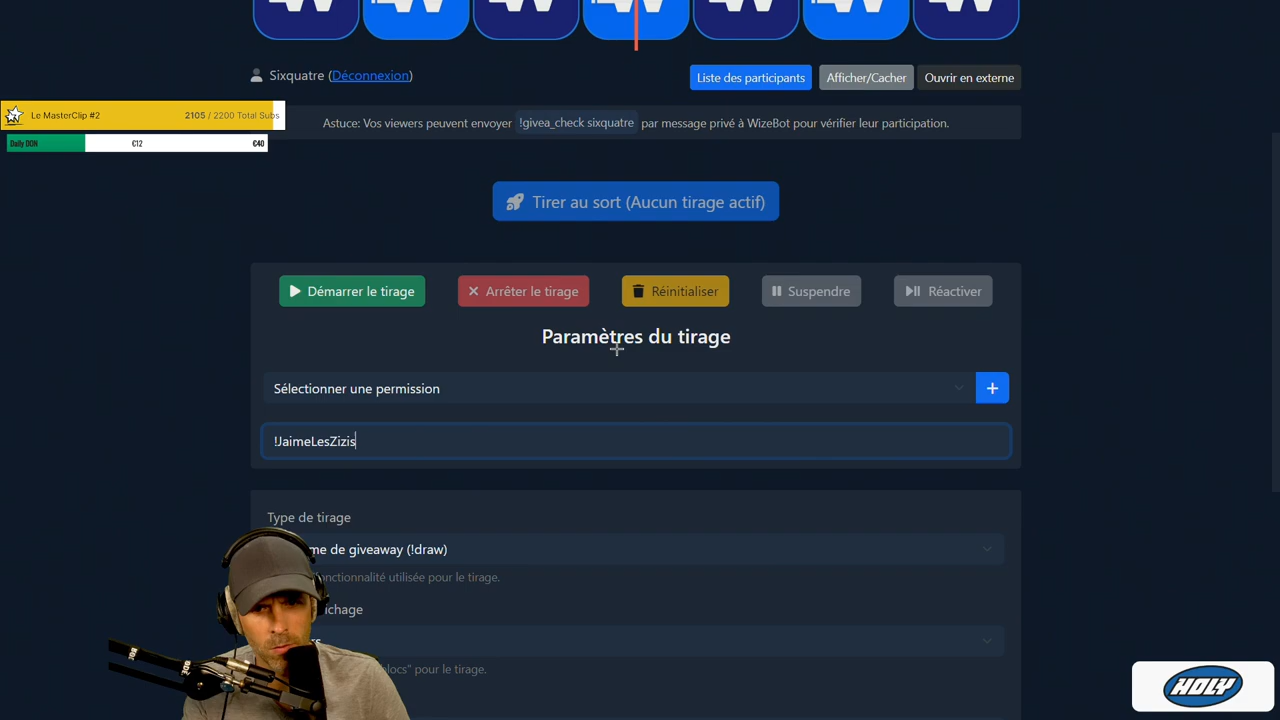 Sixquatre (Déconnexion)
Liste des participants
Afficher/Cacher
Ouvrir en externe
Le MasterClip #2
2105 / 2200 Total Subs
Daily DON
€12
€40
Astuce: Vos viewers peuvent envoyer !givea_check sixquatre par message privé à WizeBot pour vérifier leur participation.
Tirer au sort (Aucun tirage actif)
Démarrer le tirage
Arrêter le tirage
Réinitialiser
Suspendre
Réactiver
Paramètres du tirage
Sélectionner une permission
+
!JaimeLesZizis
Type de tirage
me de giveaway (!draw)
onctionnalité utilisée pour le tirage.
ichage
rs
blocs" pour le tirage.
HOLY